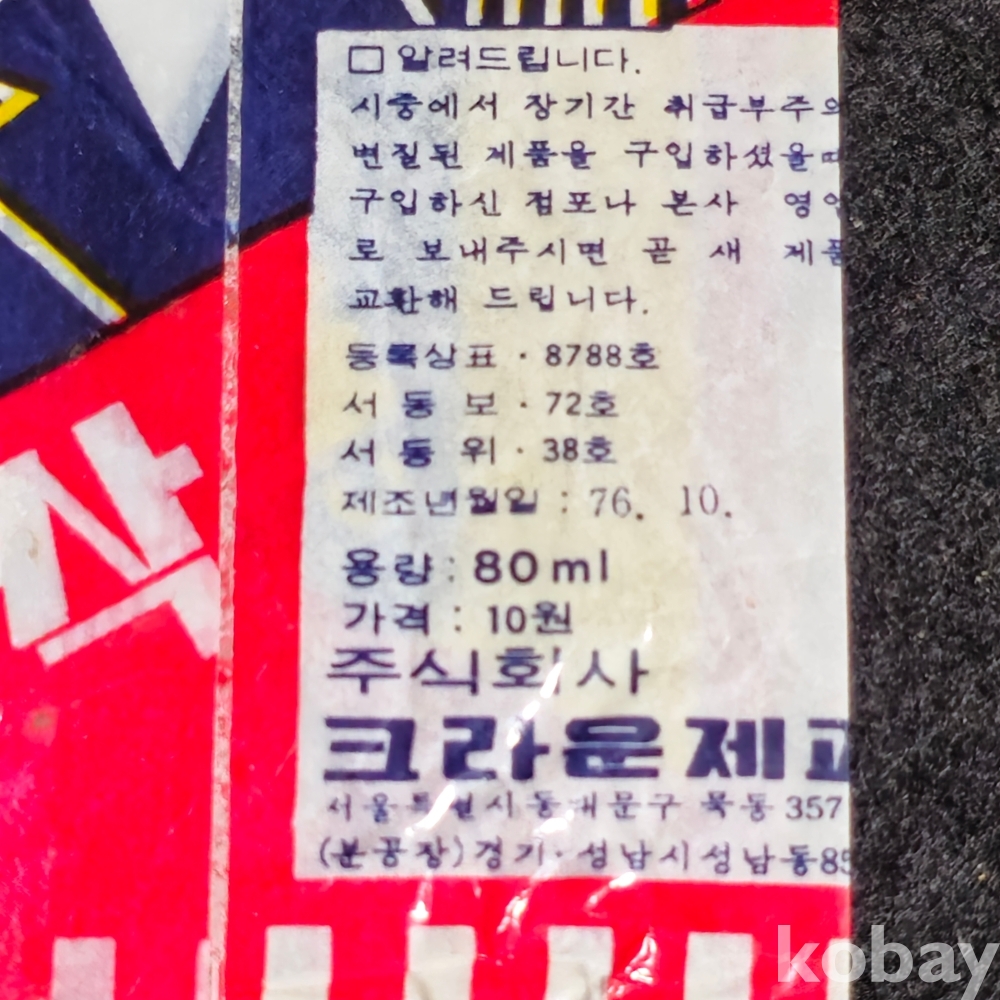 □ 알려드립니다.
시중에서 장기간 취급부주의
변질된 제품을 구입하셨을때
구입하신 점포나 본사 영업
로 보내주시면 곧 새 제품
교환해 드립니다.
등록상표 · 8788호
서동보 · 72호
서동위 · 38호
제조년월일 : 76. 10.
용량 : 80ml
가격 : 10원
주식회사
크라운제과
서울특별시동대문구 묵동 357
(분공장)경기·성남시성남동85
kobay